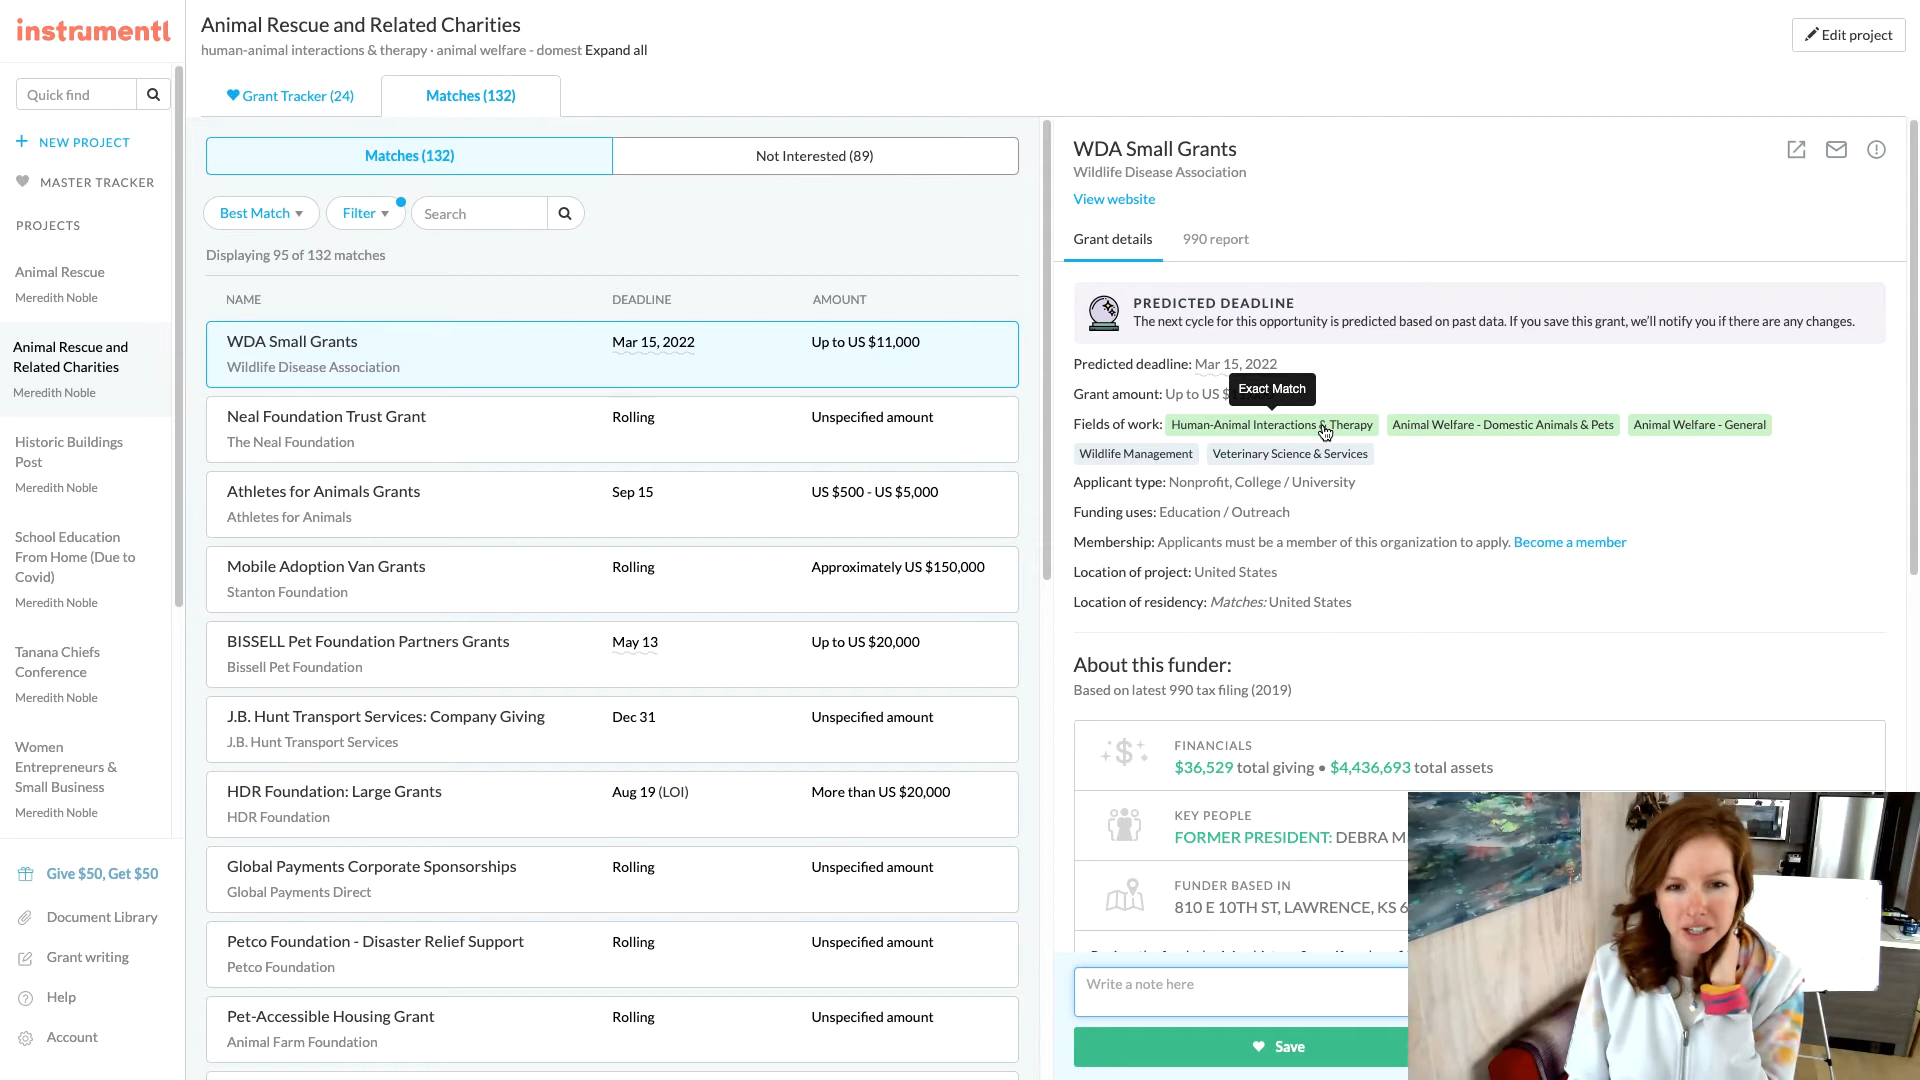 instrumentl
Quick find
NEW PROJECT
MASTER TRACKER
PROJECTS
Animal Rescue
Meredith Noble
Animal Rescue and
Related Charities
Meredith Noble
Historic Buildings
Post
Meredith Noble
School Education
From Home (Due to
Covid)
Meredith Noble
Tanana Chiefs
Conference
Meredith Noble
Women
Entrepreneurs &
Small Business
Meredith Noble
Give $50, Get $50
Document Library
Grant writing
Help
Account
Animal Rescue and Related Charities
human-animal interactions & therapy · animal welfare - domest Expand all
Edit project
Grant Tracker (24)
Matches (132)
Matches (132)
Not Interested (89)
Best Match
Filter
Search
Displaying 95 of 132 matches
NAME DEADLINE AMOUNT
WDA Small Grants Mar 15, 2022 Up to US $11,000
Wildlife Disease Association
Neal Foundation Trust Grant Rolling Unspecified amount
The Neal Foundation
Athletes for Animals Grants Sep 15 US $500 - US $5,000
Athletes for Animals
Mobile Adoption Van Grants Rolling Approximately US $150,000
Stanton Foundation
BISSELL Pet Foundation Partners Grants May 13 Up to US $20,000
Bissell Pet Foundation
J.B. Hunt Transport Services: Company Giving Dec 31 Unspecified amount
J.B. Hunt Transport Services
HDR Foundation: Large Grants Aug 19 (LOI) More than US $20,000
HDR Foundation
Global Payments Corporate Sponsorships Rolling Unspecified amount
Global Payments Direct
Petco Foundation - Disaster Relief Support Rolling Unspecified amount
Petco Foundation
Pet-Accessible Housing Grant Rolling Unspecified amount
Animal Farm Foundation
WDA Small Grants
Wildlife Disease Association
View website
Grant details 990 report
PREDICTED DEADLINE
The next cycle for this opportunity is predicted based on past data. If you save this grant, we'll notify you if there are any changes.
Predicted deadline: Mar 15, 2022
Exact Match
Grant amount: Up to US $
Fields of work: Human-Animal Interactions & Therapy Animal Welfare - Domestic Animals & Pets Animal Welfare - General
Wildlife Management Veterinary Science & Services
Applicant type: Nonprofit, College / University
Funding uses: Education / Outreach
Membership: Applicants must be a member of this organization to apply. Become a member
Location of project: United States
Location of residency: Matches: United States
About this funder:
Based on latest 990 tax filing (2019)
FINANCIALS
$36,529 total giving • $4,436,693 total assets
KEY PEOPLE
FORMER PRESIDENT: DEBRA M
FUNDER BASED IN
810 E 10TH ST, LAWRENCE, KS 6
Write a note here
Save